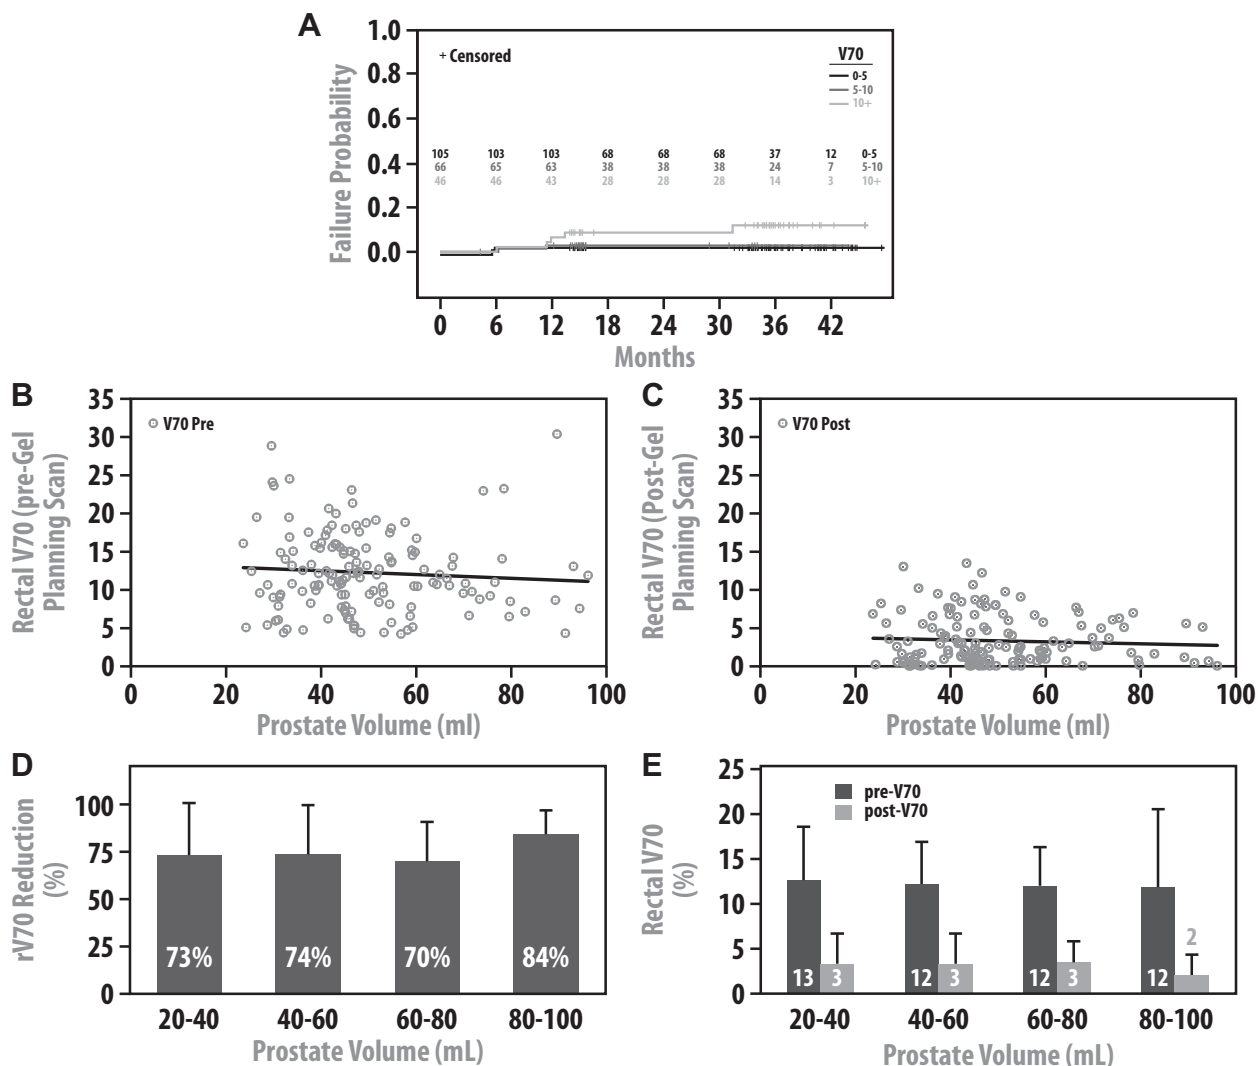 A
1.0
0.8
0.6
0.4
0.2
0.0
Failure Probability
+ Censored
V70
0-5
5-10
10+
105 103 103 68 68 68 37 12 0-5
66 65 63 38 38 38 24 7 5-10
46 46 43 28 28 28 14 3 10+
0 6 12 18 24 30 36 42
Months
B
35
30
25
20
15
10
5
0
Rectal V70 (pre-Gel
Planning Scan)
V70 Pre
0 20 40 60 80 100
Prostate Volume (ml)
C
35
30
25
20
15
10
5
0
Rectal V70 (Post-Gel
Planning Scan)
V70 Post
0 20 40 60 80 100
Prostate Volume (ml)
D
100
75
50
25
0
rV70 Reduction
(%)
73% 74% 70% 84%
20-40 40-60 60-80 80-100
Prostate Volume (mL)
E
25
20
15
10
5
0
Rectal V70
(%)
pre-V70
post-V70
13 3 12 3 12 3 12 2
20-40 40-60 60-80 80-100
Prostate Volume (mL)